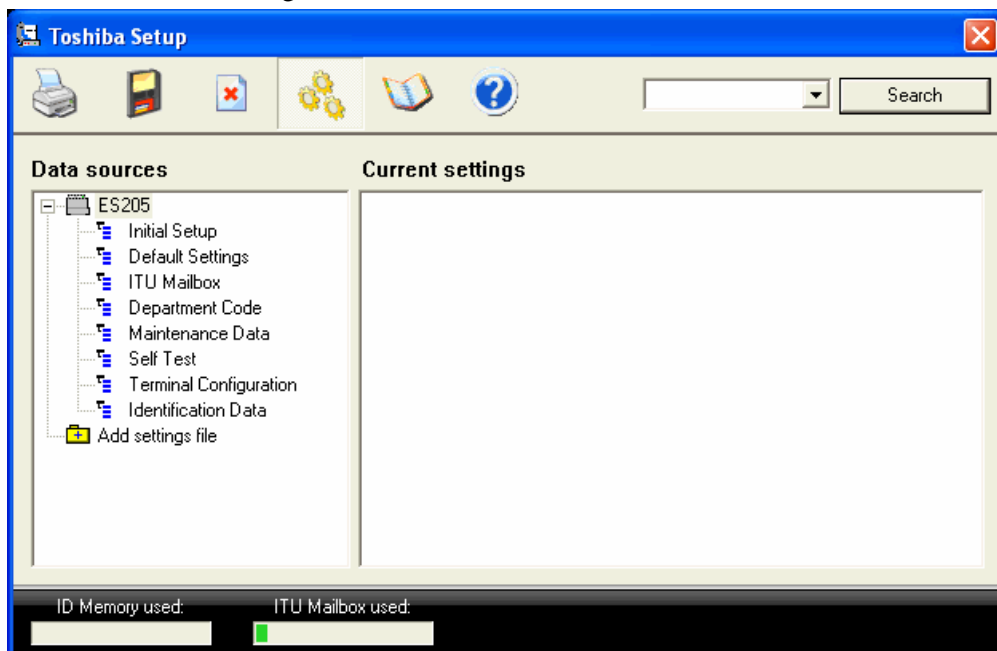 Toshiba Setup
Search
Data sources
Current settings
ES205
Initial Setup
Default Settings
ITU Mailbox
Department Code
Maintenance Data
Self Test
Terminal Configuration
Identification Data
Add settings file
ID Memory used:
ITU Mailbox used: